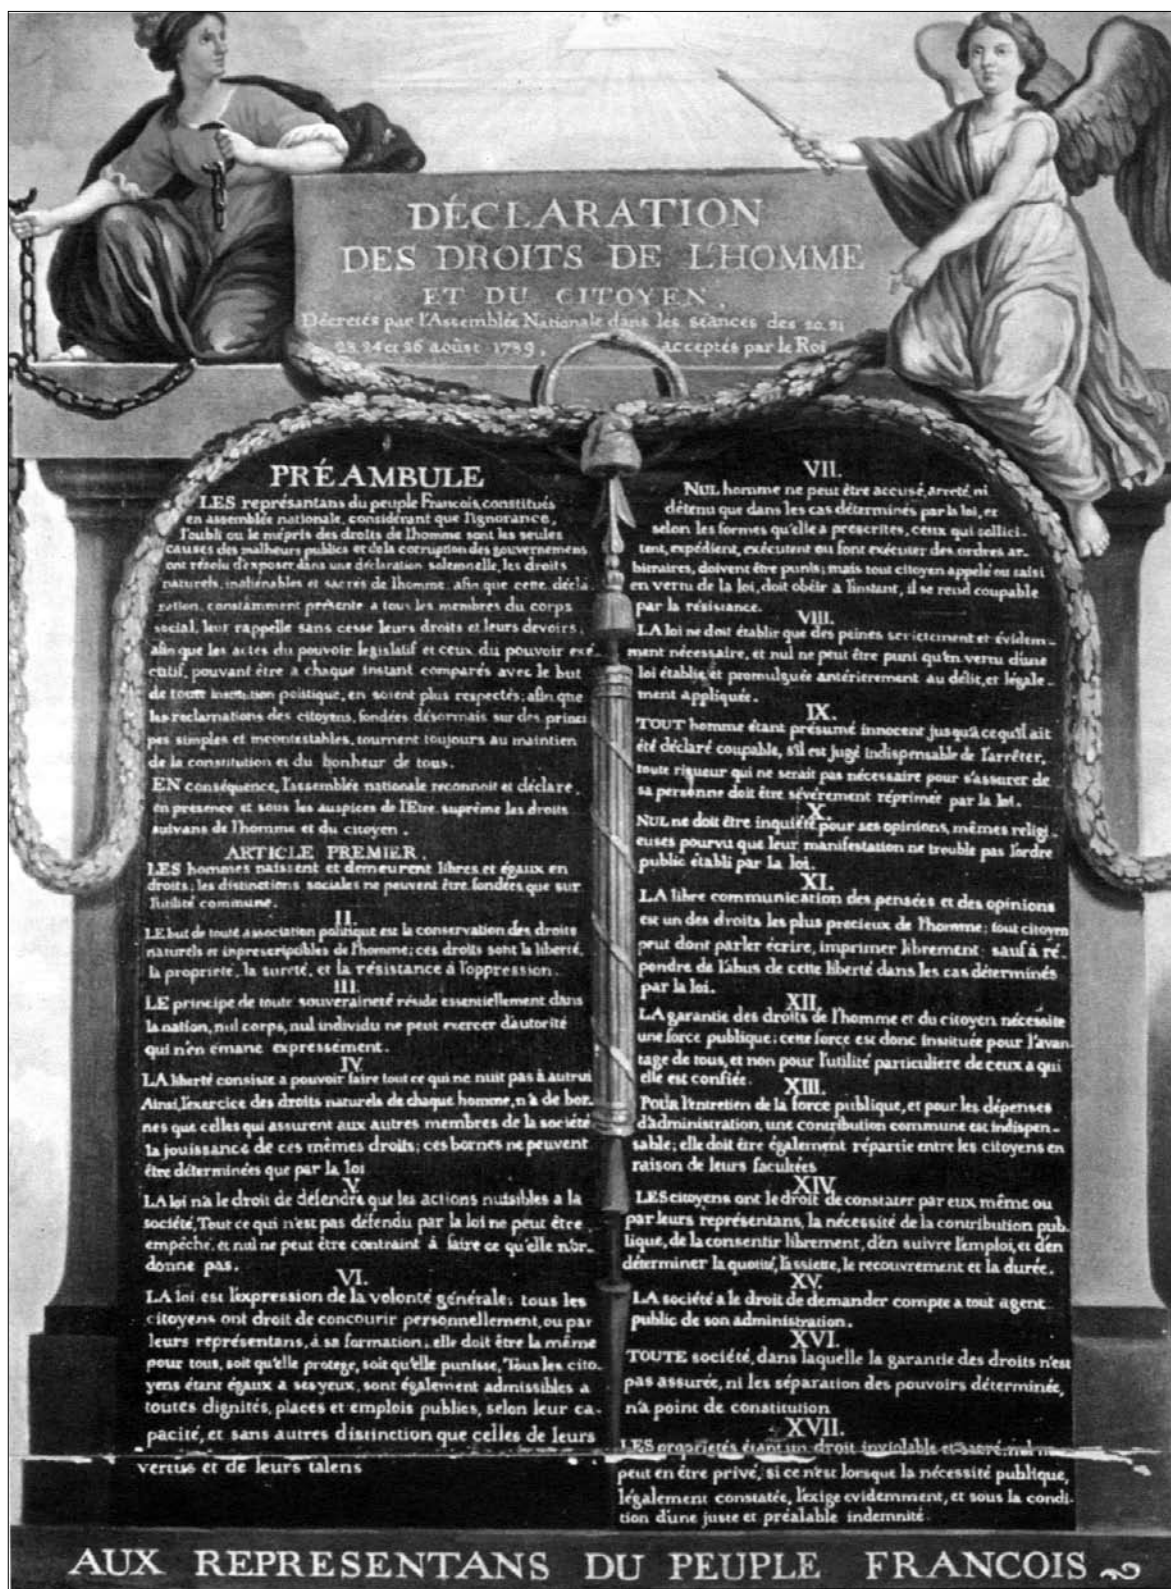 DÉCLARATION
DES DROITS DE L'HOMME
ET DU CITOYEN,
Décretés par l'Assemblée Nationale dans les séances des 20. 21
23. 24 et 26 aoûst 1789, acceptés par le Roi
PRÉAMBULE
LES représentans du peuple Francois, constitués
en assemblée nationale, considérant que l'ignorance,
l'oubli ou le mépris des droits de l'homme sont les seules
causes des malheurs publics et de la corruption des gouvernemens
ont résolu d'exposer dans une déclaration solemnelle, les droits
naturels, inaliénables et sacrés de l'homme, afin que cette décla-
ration, constamment présente a tous les membres du corps
social, leur rappelle sans cesse leurs droits et leurs devoirs,
afin que les actes du pouvoir legislatif et ceux du pouvoir exé-
cutif, pouvant être a chaque instant comparés avec le but
de toute institution politique, en soient plus respectés; afin que
les reclamations des citoyens, fondées désormais sur des princi
pes simples et incontestables, tournent toujours au maintien
de la constitution et du bonheur de tous.
EN conséquence, l'assemblée nationale reconnoit et déclare,
en presence et sous les auspices de l'Etre suprême les droits
suivans de l'homme et du citoyen.
ARTICLE PREMIER.
LES hommes naissent et demeurent libres et égaux en
droits, les distinctions sociales ne peuvent être fondées que sur
l'utilité commune.
II.
LE but de toute association politique est la conservation des droits
naturels et inprescripibles de l'homme; ces droits sont la liberté,
la propriete, la sureté, et la résistance à l'oppression.
III.
LE principe de toute souveraineté réside essentiellement dans
la nation, nul corps, nul individu ne peut exercer d'autorité
qui n'en emane expressément.
IV.
LA liberté consiste a pouvoir faire tout ce qui ne nuit pas à autrui
Ainsi, l'exercice des droits naturels de chaque homme, n'à de bor-
nes que celles qui assurent aux autres membres de la société
la jouissance de ces mêmes droits; ces bornes ne peuvent
être déterminées que par la loi
V.
LA loi n'a le droit de défendre que les actions nuisibles a la
société, Tout ce qui n'est pas défendu par la loi ne peut être
empêché, et nul ne peut être contraint à faire ce qu'elle n'or-
donne pas.
VI.
LA loi est l'expression de la volonté générale; tous les
citoyens ont droit de concourir personnellement, ou par
leurs représentans, à sa formation; elle doit être la même
pour tous, soit qu'elle protege, soit qu'elle punisse, Tous les cito-
yens étant égaux a ses yeux, sont également admissibles a
toutes dignités, places et emplois publics, selon leur ca-
pacité, et sans autres distinction que celles de leurs
vertus et de leurs talens
VII.
NUL homme ne peut être accusé, arreté, ni
détenu que dans les cas déterminés par la loi, et
selon les formes qu'elle a prescrites, ceux qui sollici-
tent, expédient, exécutent ou font exécuter des ordres ar-
bitraires, doivent être punis; mais tout citoyen appelé ou saisi
en vertu de la loi, doit obéir a l'instant, il se rend coupable
par la résistance.
VIII.
LA loi ne doit établir que des peines strictement et évidem-
ment nécessaire, et nul ne peut être puni qu'en vertu d'une
loi établie et promulguée antérieurement au délit, et légale-
ment appliquée.
IX.
TOUT homme étant présumé innocent jusqu'à ce qu'il ait
été déclaré coupable, s'il est jugé indispensable de l'arrêter,
toute rigueur qui ne serait pas nécessaire pour s'assurer de
sa personne doit être sévèrement réprimée par la loi.
X.
NUL ne doit être inquiété pour ses opinions, mêmes religi-
euses pourvu que leur manifestation ne trouble pas l'ordre
public établi par la loi.
XI.
LA libre communication des pensées et des opinions
est un des droits les plus precieux de l'homme; tout citoyen
peut dont parler écrire, imprimer librement, sauf à ré-
pondre de l'abus de cette liberté dans les cas déterminés
par la loi.
XII.
LA garantie des droits de l'homme et du citoyen nécessite
une force publique; cette force est donc instituée pour l'avan-
tage de tous, et non pour l'utilité particuliere de ceux a qui
elle est confiée.
XIII.
POUR l'entretien de la force publique, et pour les dépenses
d'administration, une contribution commune est indispen-
sable; elle doit être également répartie entre les citoyens en
raison de leurs facultées
XIV.
LES citoyens ont le droit de constater par eux même ou
par leurs représentans, la nécessité de la contribution pub-
lique, de la consentir librement, d'en suivre l'emploi, et d'en
déterminer la quotité, l'assiette, le recouvrement et la durée.
XV.
LA société a le droit de demander compte a tout agent
public de son administration.
XVI.
TOUTE société, dans laquelle la garantie des droits n'est
pas assurée, ni les séparation des pouvoirs déterminée,
n'a point de constitution
XVII.
LES propriétés étant un droit inviolable et sacré, nul ne
peut en être privé, si ce n'est lorsque la nécessité publique,
légalement constatée, l'exige evidemment, et sous la condi-
tion d'une juste et préalable indemnité.
AUX REPRESENTANS DU PEUPLE FRANCOIS